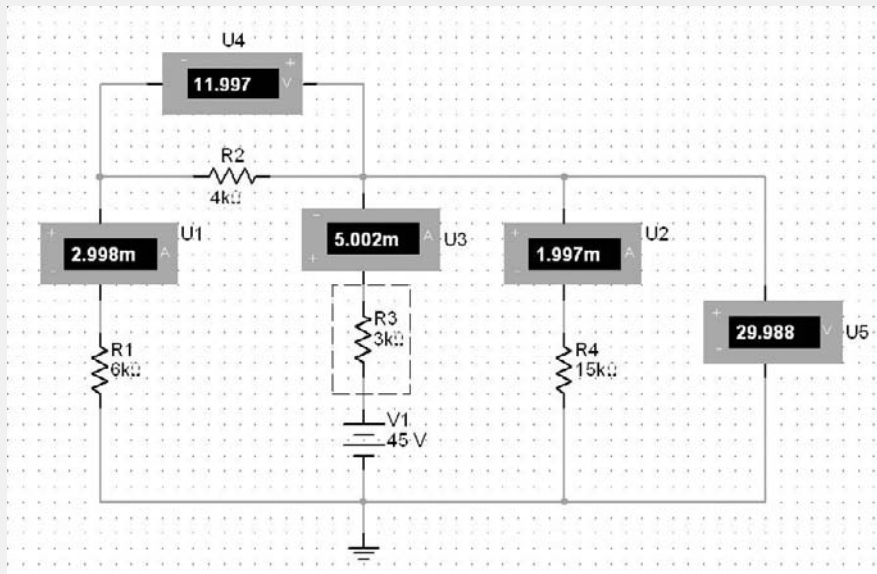 U4
- +
11.997 V
R2
4kΩ
+ 2.998m A -
U1
- 5.002m A +
U3
+ 1.997m A -
U2
+ 29.988 V -
U5
R1
6kΩ
R3
3kΩ
R4
15kΩ
V1
45 V